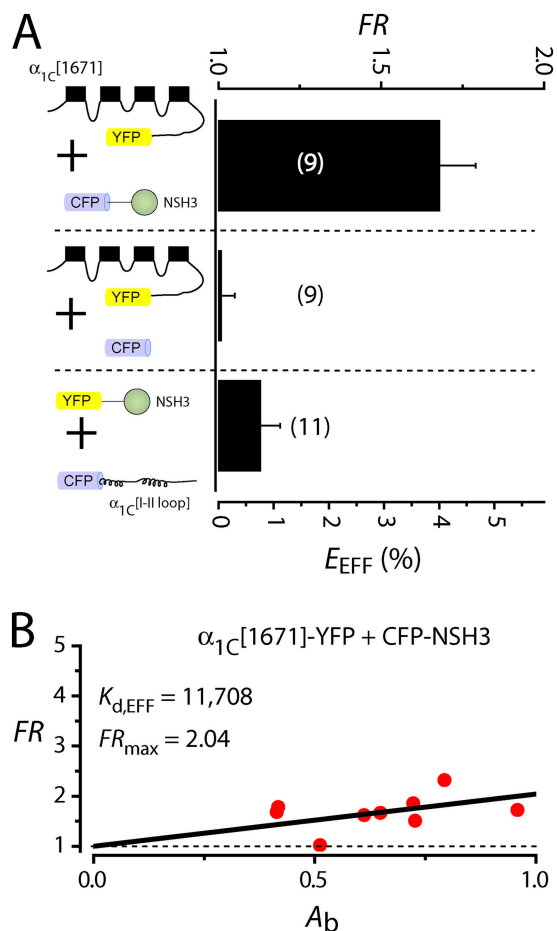 A
FR
1.0 1.5 2.0
α1C[1671]
YFP
+
CFP NSH3
(9)
YFP
+
CFP
(9)
YFP NSH3
+
CFP
α1C[I-II loop]
(11)
0 1 2 3 4 5
EEFF (%)
B
α1C[1671]-YFP + CFP-NSH3
Kd,EFF = 11,708
FRmax = 2.04
FR
5
4
3
2
1
0.0 0.5 1.0
Ab